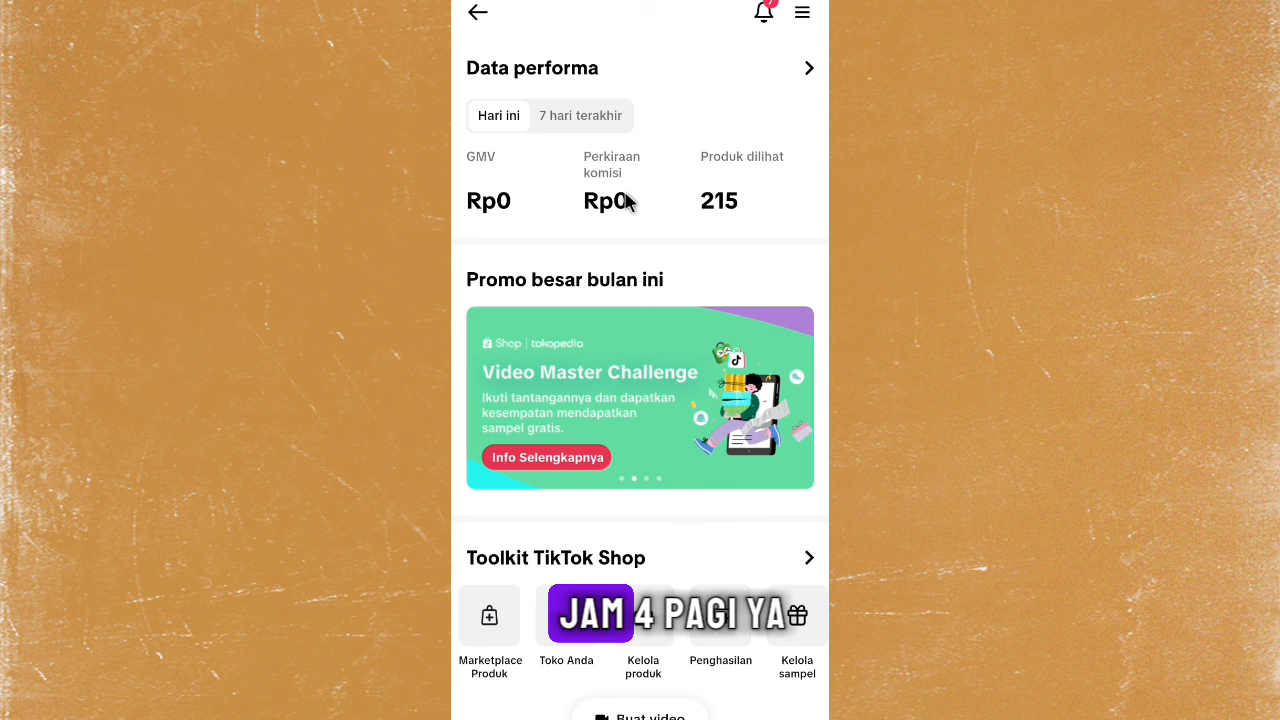 Data performa
Hari ini
7 hari terakhir
GMV
Perkiraan
komisi
Produk dilihat
Rp0
Rp0
215
Promo besar bulan ini
Shop | tokopedia
Video Master Challenge
Ikuti tantangannya dan dapatkan
kesempatan mendapatkan
sampel gratis.
Info Selengkapnya
Toolkit TikTok Shop
JAM 4 PAGI YA
Marketplace
Produk
Toko Anda
Kelola
produk
Penghasilan
Kelola
sampel
Buat video